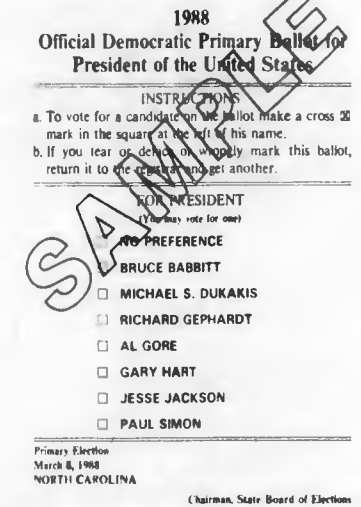 1988
Official Democratic Primary Ballot for
President of the United States
INSTRUCTIONS
a. To vote for a candidate on the ballot make a cross ☒
mark in the square at the left of his name.
b. If you tear or deface or wrongly mark this ballot,
return it to the registrar and get another.
FOR PRESIDENT
(You may vote for one)
☐ NO PREFERENCE
☐ BRUCE BABBITT
☐ MICHAEL S. DUKAKIS
☐ RICHARD GEPHARDT
☐ AL GORE
☐ GARY HART
☐ JESSE JACKSON
☐ PAUL SIMON
Primary Election
March 8, 1988
NORTH CAROLINA
Chairman, State Board of Elections
SAMPLE